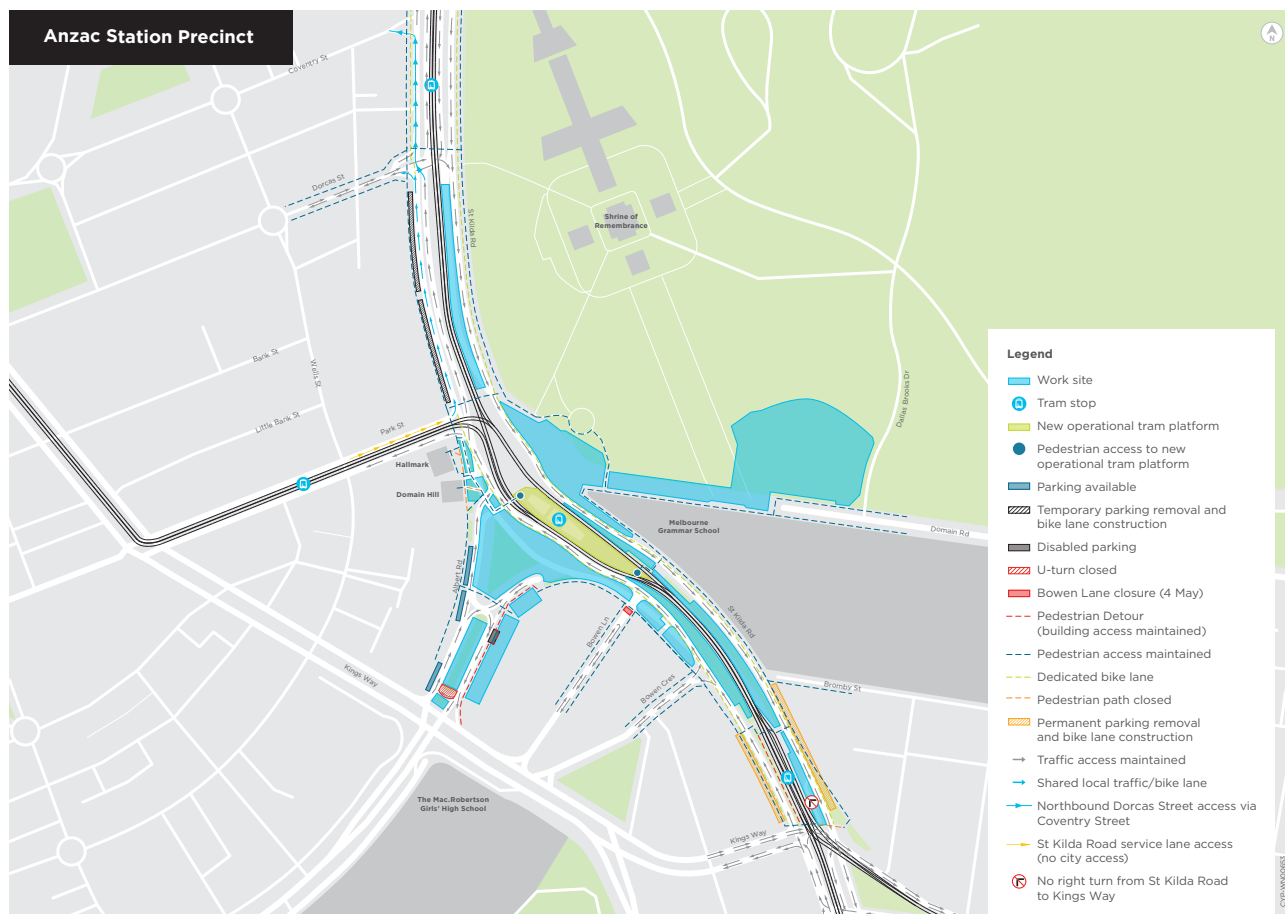 Anzac Station Precinct
N
Coventry St
Dorcas St
St Kilda Rd
Shrine of
Remembrance
Bank St
Wells St
Little Bank St
Park St
Hallmark
Domain Hill
Dallas Brooks Dr
Melbourne
Grammar School
Domain Rd
Albert Rd
Bowen Ln
St Kilda Rd
Kings Way
Bowen Cres
Bromby St
The Mac.Robertson
Girls' High School
Kings Way
Legend
Work site
Tram stop
New operational tram platform
Pedestrian access to new
operational tram platform
Parking available
Temporary parking removal and
bike lane construction
Disabled parking
U-turn closed
Bowen Lane closure (4 May)
Pedestrian Detour
(building access maintained)
Pedestrian access maintained
Dedicated bike lane
Pedestrian path closed
Permanent parking removal
and bike lane construction
Traffic access maintained
Shared local traffic/bike lane
Northbound Dorcas Street access via
Coventry Street
St Kilda Road service lane access
(no city access)
No right turn from St Kilda Road
to Kings Way